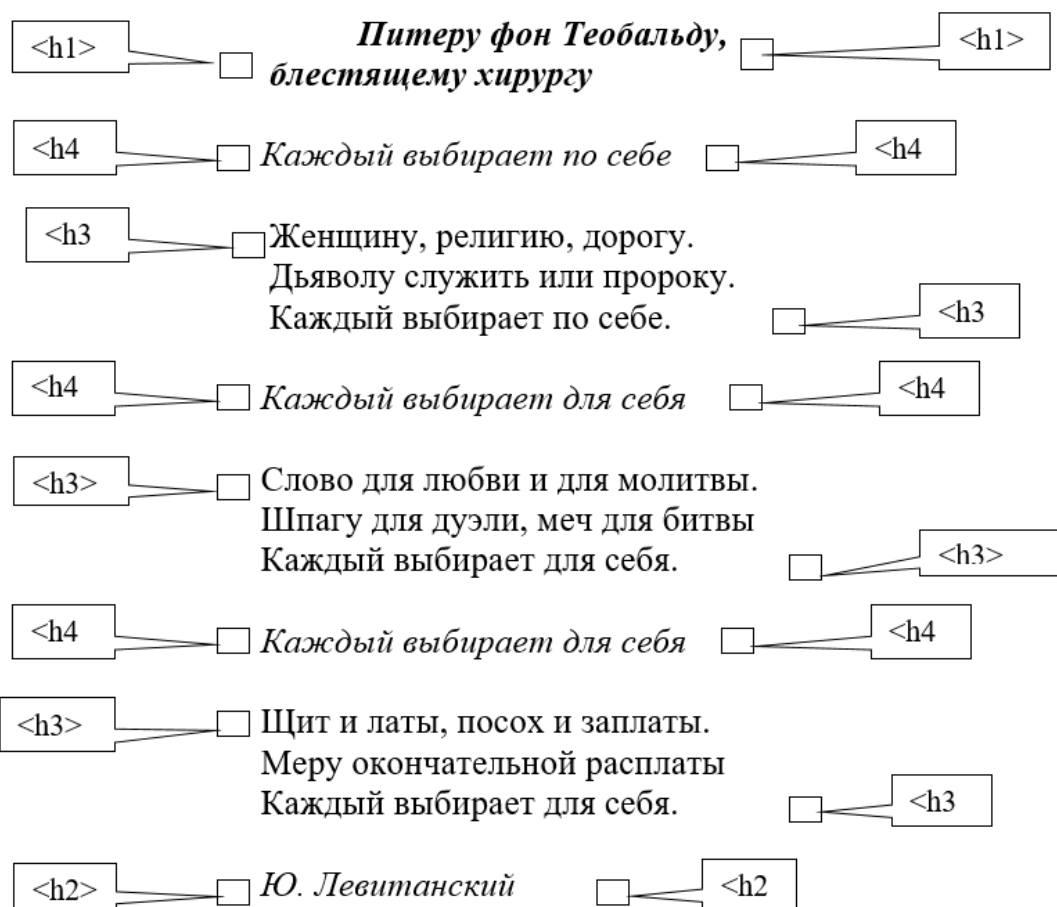 <h1> Питеру фон Теобальду, <h1>
блестящему хирургу
<h4 Каждый выбирает по себе <h4
<h3 Женщину, религию, дорогу.
Дьяволу служить или пророку.
Каждый выбирает по себе. <h3
<h4 Каждый выбирает для себя <h4
<h3> Слово для любви и для молитвы.
Шпагу для дуэли, меч для битвы
Каждый выбирает для себя. <h3>
<h4 Каждый выбирает для себя <h4
<h3> Щит и латы, посох и заплаты.
Меру окончательной расплаты
Каждый выбирает для себя. <h3
<h2> Ю. Левитанский <h2